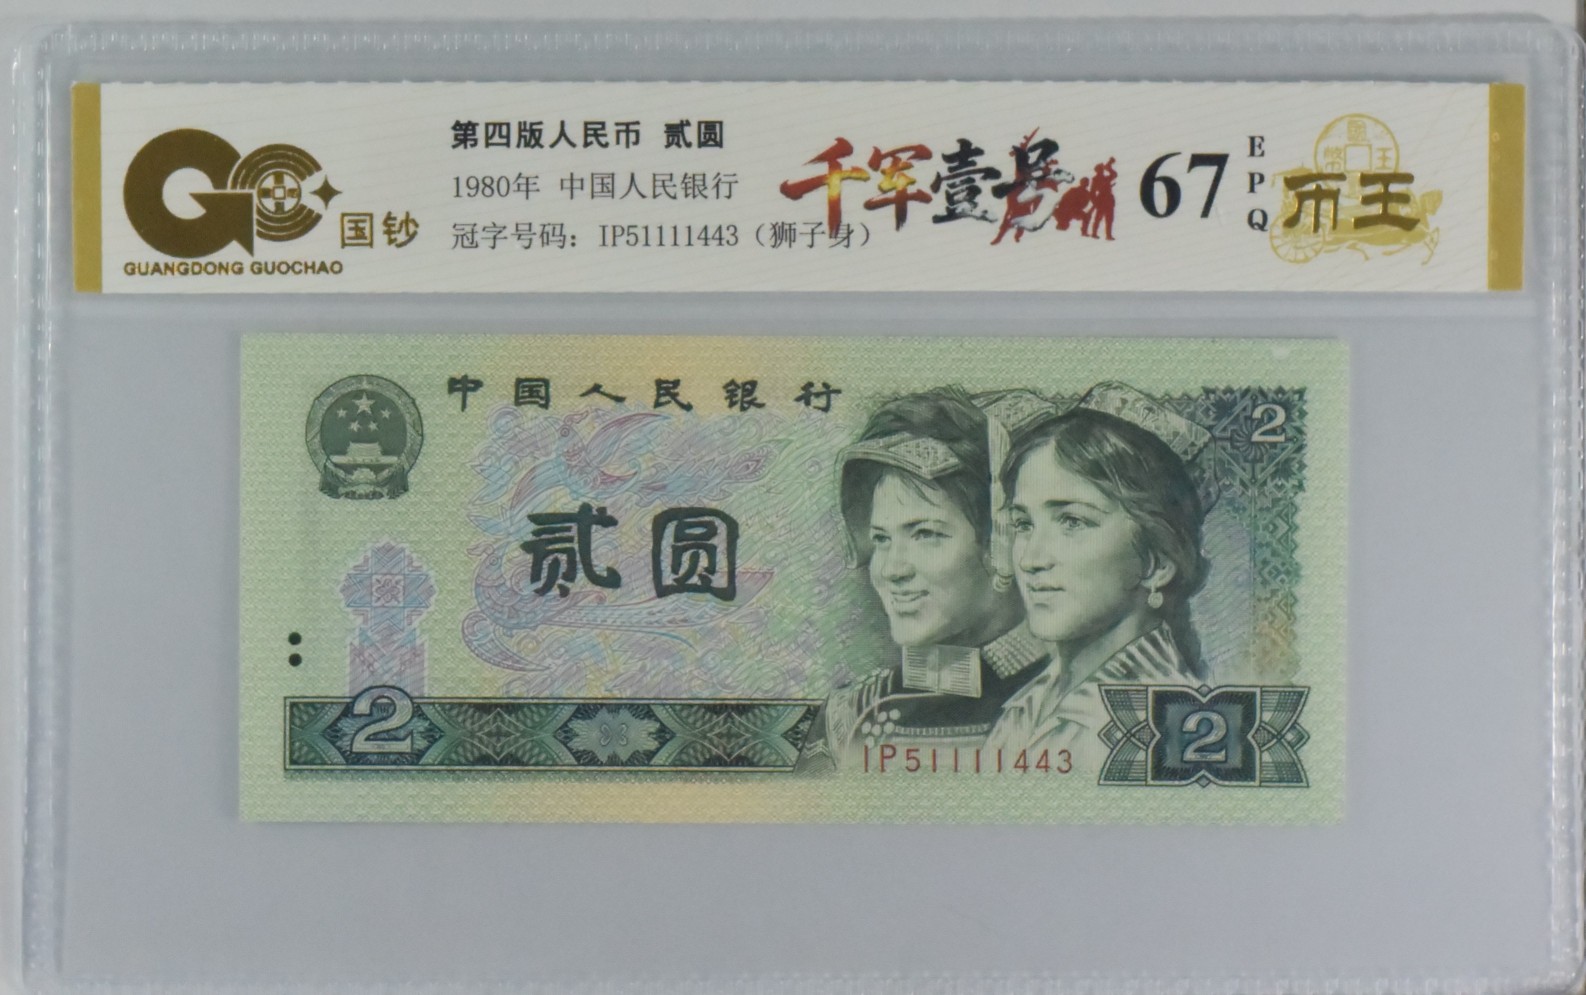 第四版人民币 贰圆
1980年 中国人民银行
冠字号码：IP51111443（狮子身）
国钞
GUANGDONG GUOCHAO
千军壹号
67
EPQ
币王
中国人民银行
2
贰圆
2
IP51111443
2